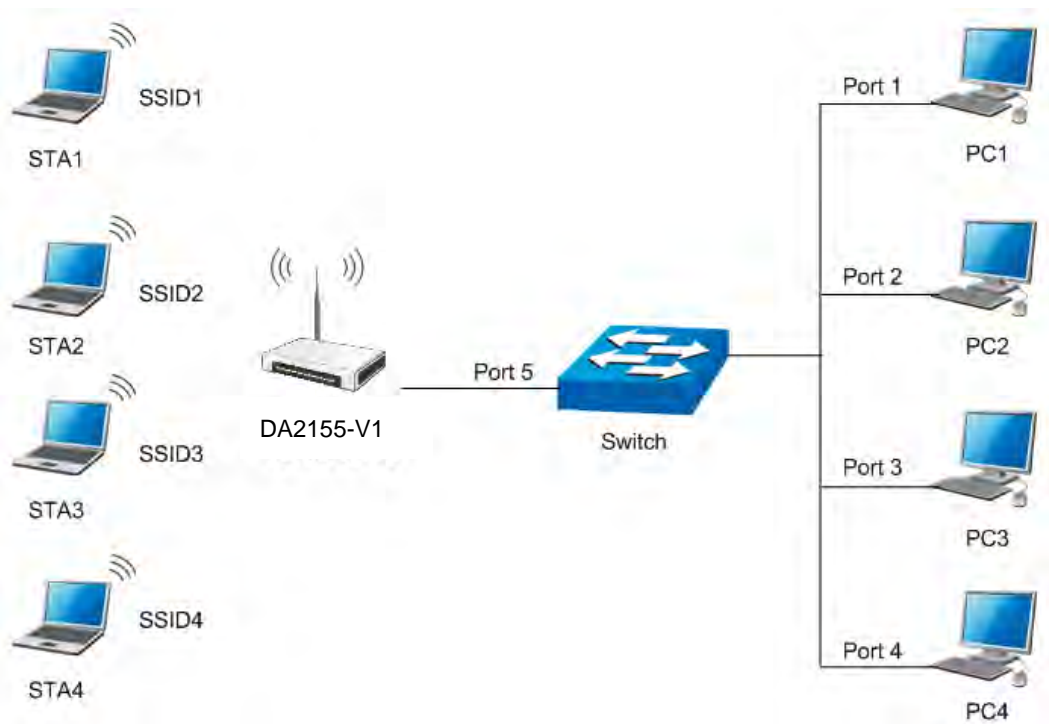 SSID1
STA1
SSID2
STA2
SSID3
STA3
SSID4
STA4
DA2155-V1
Port 5
Switch
Port 1
PC1
Port 2
PC2
Port 3
PC3
Port 4
PC4